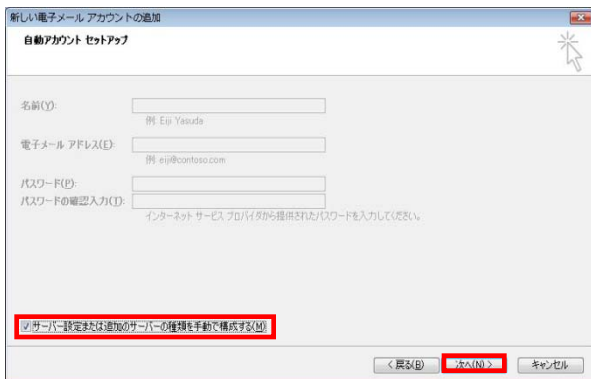 新しい電子メール アカウントの追加
自動アカウント セットアップ
名前(Y):
例: Eiji Yasuda
電子メール アドレス(E):
例: eiji@contoso.com
パスワード(P):
パスワードの確認入力(T):
インターネット サービス プロバイダから提供されたパスワードを入力してください。
サーバー設定または追加のサーバーの種類を手動で構成する(M)
< 戻る(B) 次へ(N) > キャンセル